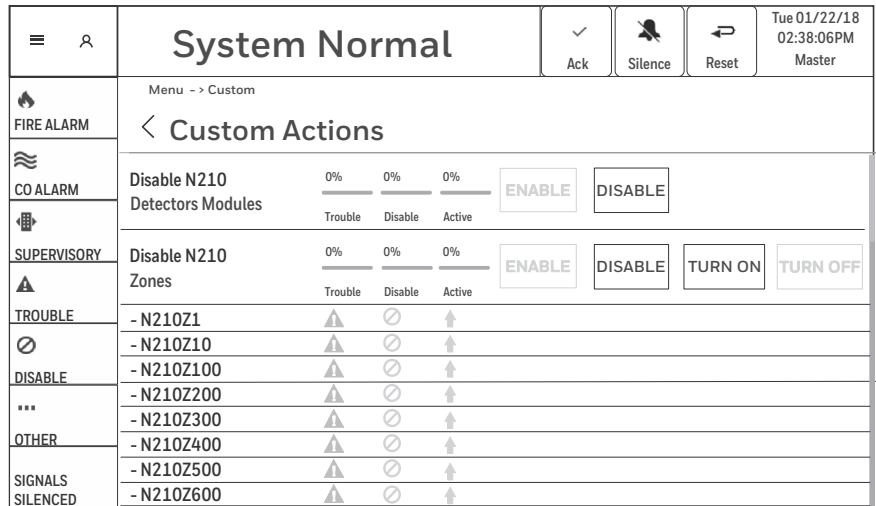 System Normal
Ack
Silence
Reset
Tue 01/22/18
02:38:06PM
Master
Menu -> Custom
Custom Actions
FIRE ALARM
CO ALARM
SUPERVISORY
TROUBLE
DISABLE
OTHER
SIGNALS
SILENCED
Disable N210
Detectors Modules
0% 0% 0%
Trouble Disable Active
ENABLE DISABLE
Disable N210
Zones
0% 0% 0%
Trouble Disable Active
ENABLE DISABLE TURN ON TURN OFF
- N210Z1
- N210Z10
- N210Z100
- N210Z200
- N210Z300
- N210Z400
- N210Z500
- N210Z600